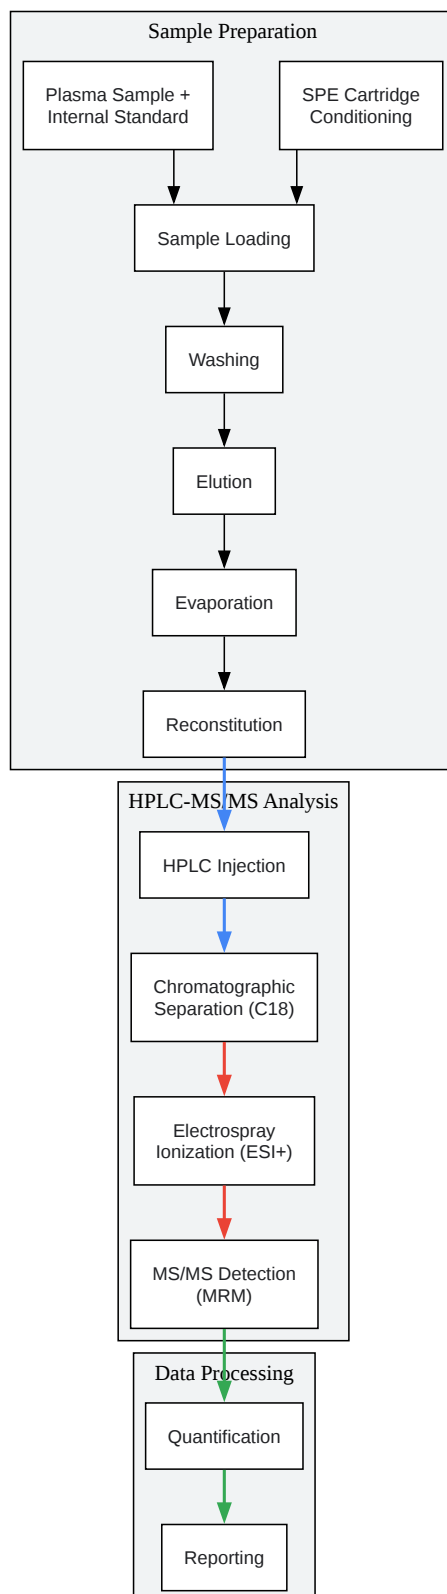 Sample Preparation
Plasma Sample +
Internal Standard
SPE Cartridge
Conditioning
Sample Loading
Washing
Elution
Evaporation
Reconstitution
HPLC-MS/MS Analysis
HPLC Injection
Chromatographic
Separation (C18)
Electrospray
Ionization (ESI+)
MS/MS Detection
(MRM)
Data Processing
Quantification
Reporting